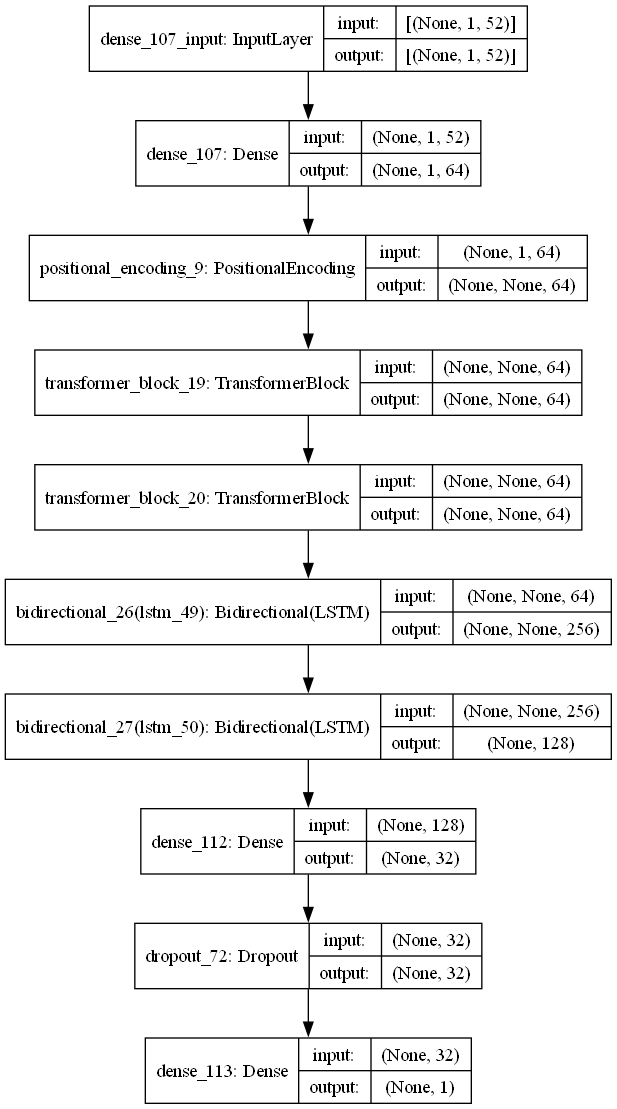 dense_107_input: InputLayer
input:
[(None, 1, 52)]
output:
[(None, 1, 52)]
dense_107: Dense
input:
(None, 1, 52)
output:
(None, 1, 64)
positional_encoding_9: PositionalEncoding
input:
(None, 1, 64)
output:
(None, None, 64)
transformer_block_19: TransformerBlock
input:
(None, None, 64)
output:
(None, None, 64)
transformer_block_20: TransformerBlock
input:
(None, None, 64)
output:
(None, None, 64)
bidirectional_26(lstm_49): Bidirectional(LSTM)
input:
(None, None, 64)
output:
(None, None, 256)
bidirectional_27(lstm_50): Bidirectional(LSTM)
input:
(None, None, 256)
output:
(None, 128)
dense_112: Dense
input:
(None, 128)
output:
(None, 32)
dropout_72: Dropout
input:
(None, 32)
output:
(None, 32)
dense_113: Dense
input:
(None, 32)
output:
(None, 1)